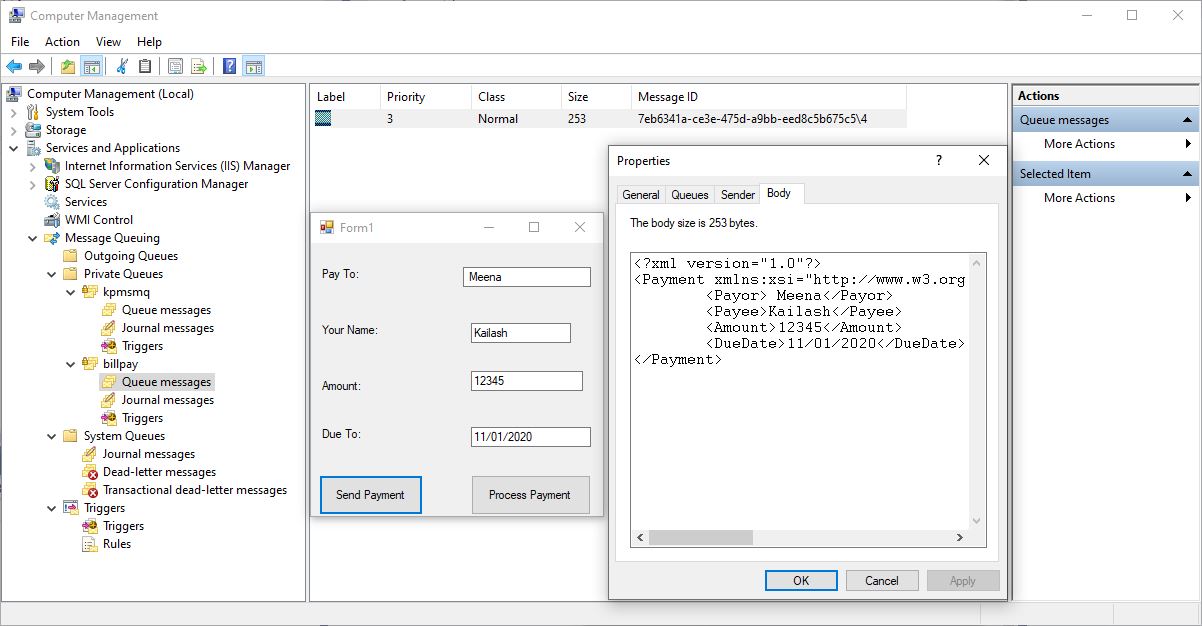 Computer Management
File Action View Help
Computer Management (Local)
System Tools
Storage
Services and Applications
Internet Information Services (IIS) Manager
SQL Server Configuration Manager
Services
WMI Control
Message Queuing
Outgoing Queues
Private Queues
kpmsmq
Queue messages
Journal messages
Triggers
billpay
Queue messages
Journal messages
Triggers
System Queues
Journal messages
Dead-letter messages
Transactional dead-letter messages
Triggers
Triggers
Rules
Label Priority Class Size Message ID
3 Normal 253 7eb6341a-ce3e-475d-a9bb-eed8c5b675c5\4
Form1
Pay To: Meena
Your Name: Kailash
Amount: 12345
Due To: 11/01/2020
Send Payment Process Payment
Properties ?
General Queues Sender Body
The body size is 253 bytes.
<?xml version="1.0"?>
<Payment xmlns:xsi="http://www.w3.org
<Payor> Meena</Payor>
<Payee>Kailash</Payee>
<Amount>12345</Amount>
<DueDate>11/01/2020</DueDate>
</Payment>
OK Cancel Apply
Actions
Queue messages
More Actions
Selected Item
More Actions